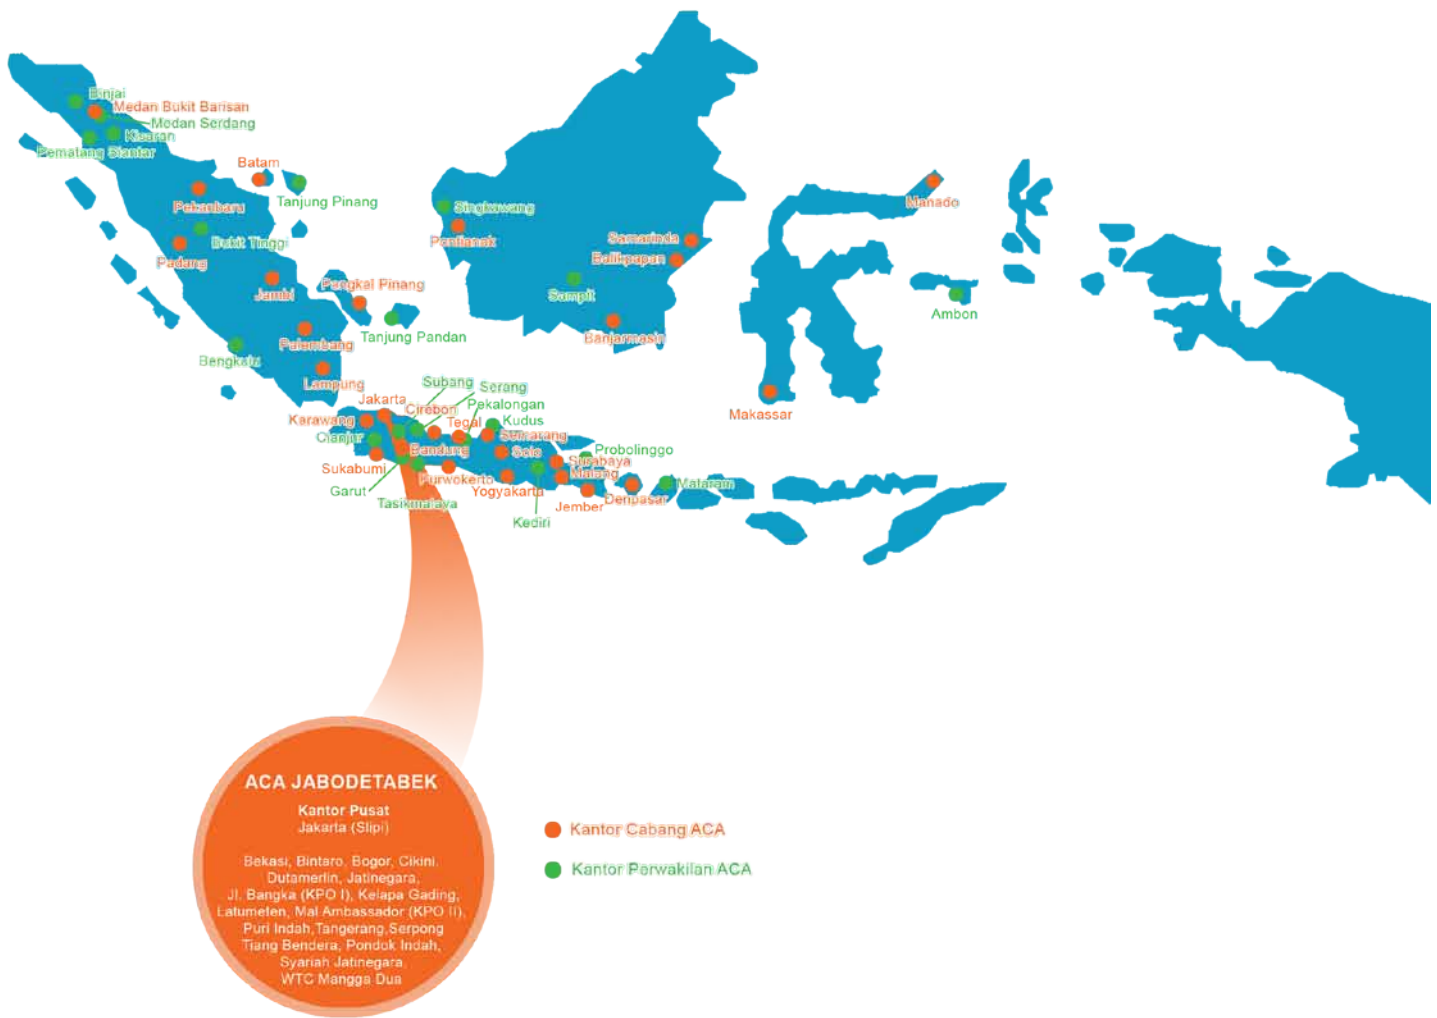 Binjai
Medan Bukit Barisan
Medan Serdang
Kisaran
Pematang Siantar
Batam
Tanjung Pinang
Pekanbaru
Bukit Tinggi
Padang
Jambi
Pangkal Pinang
Tanjung Pandan
Palembang
Bengkulu
Lampung
Singkawang
Pontianak
Samarinda
Balikpapan
Sampit
Banjarmasin
Manado
Ambon
Makassar
Subang
Serang
Jakarta
Cirebon
Pekalongan
Karawang
Tegal
Kudus
Cianjur
Semarang
Bandung
Solo
Probolinggo
Sukabumi
Surabaya
Purwokerto
Malang
Garut
Yogyakarta
Denpasar
Mataram
Tasikmalaya
Jember
Kediri
ACA JABODETABEK
Kantor Pusat
Jakarta (Slipi)
Bekasi, Bintaro, Bogor, Cikini,
Dutamerlin, Jatinegara,
Jl. Bangka (KPO I), Kelapa Gading,
Latumeten, Mal Ambassador (KPO II),
Puri Indah,Tangerang,Serpong
Tiang Bendera, Pondok Indah,
Syariah Jatinegara,
WTC Mangga Dua
Kantor Cabang ACA
Kantor Perwakilan ACA